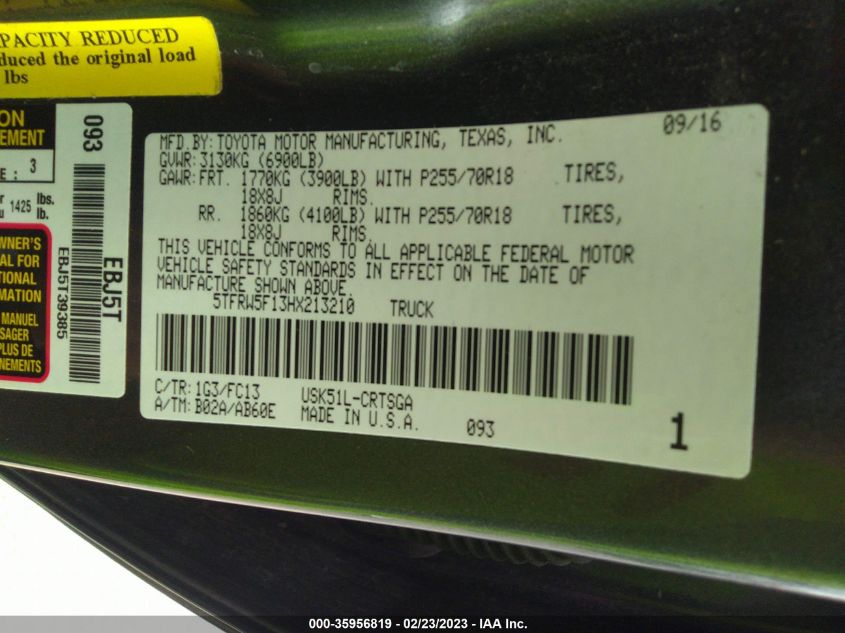 PACITY REDUCED
duced the original load
lbs
ON
EMENT
E : 3
1425 lbs.
lb.
OWNER'S
AL FOR
TIONAL
RMATION
MANUEL
SAGER
PLUS DE
NEMENTS
093
EBJ5T
EBJ5T39385
09/16
MFD.BY: TOYOTA MOTOR MANUFACTURING, TEXAS, INC.
GVWR: 3130KG (6900LB)
GAWR: FRT. 1770KG (3900LB) WITH P255/70R18 TIRES,
18X8J RIMS.
RR. 1860KG (4100LB) WITH P255/70R18 TIRES,
18X8J RIMS.
THIS VEHICLE CONFORMS TO ALL APPLICABLE FEDERAL MOTOR
VEHICLE SAFETY STANDARDS IN EFFECT ON THE DATE OF
MANUFACTURE SHOWN ABOVE.
5TFRW5F13HX213210 TRUCK
C/TR: 1G3/FC13 USK51L-CRTSGA
A/TM: B02A/AB60E MADE IN U.S.A. 093 1
000-35956819 / 02/23/2023 - IAA Inc.